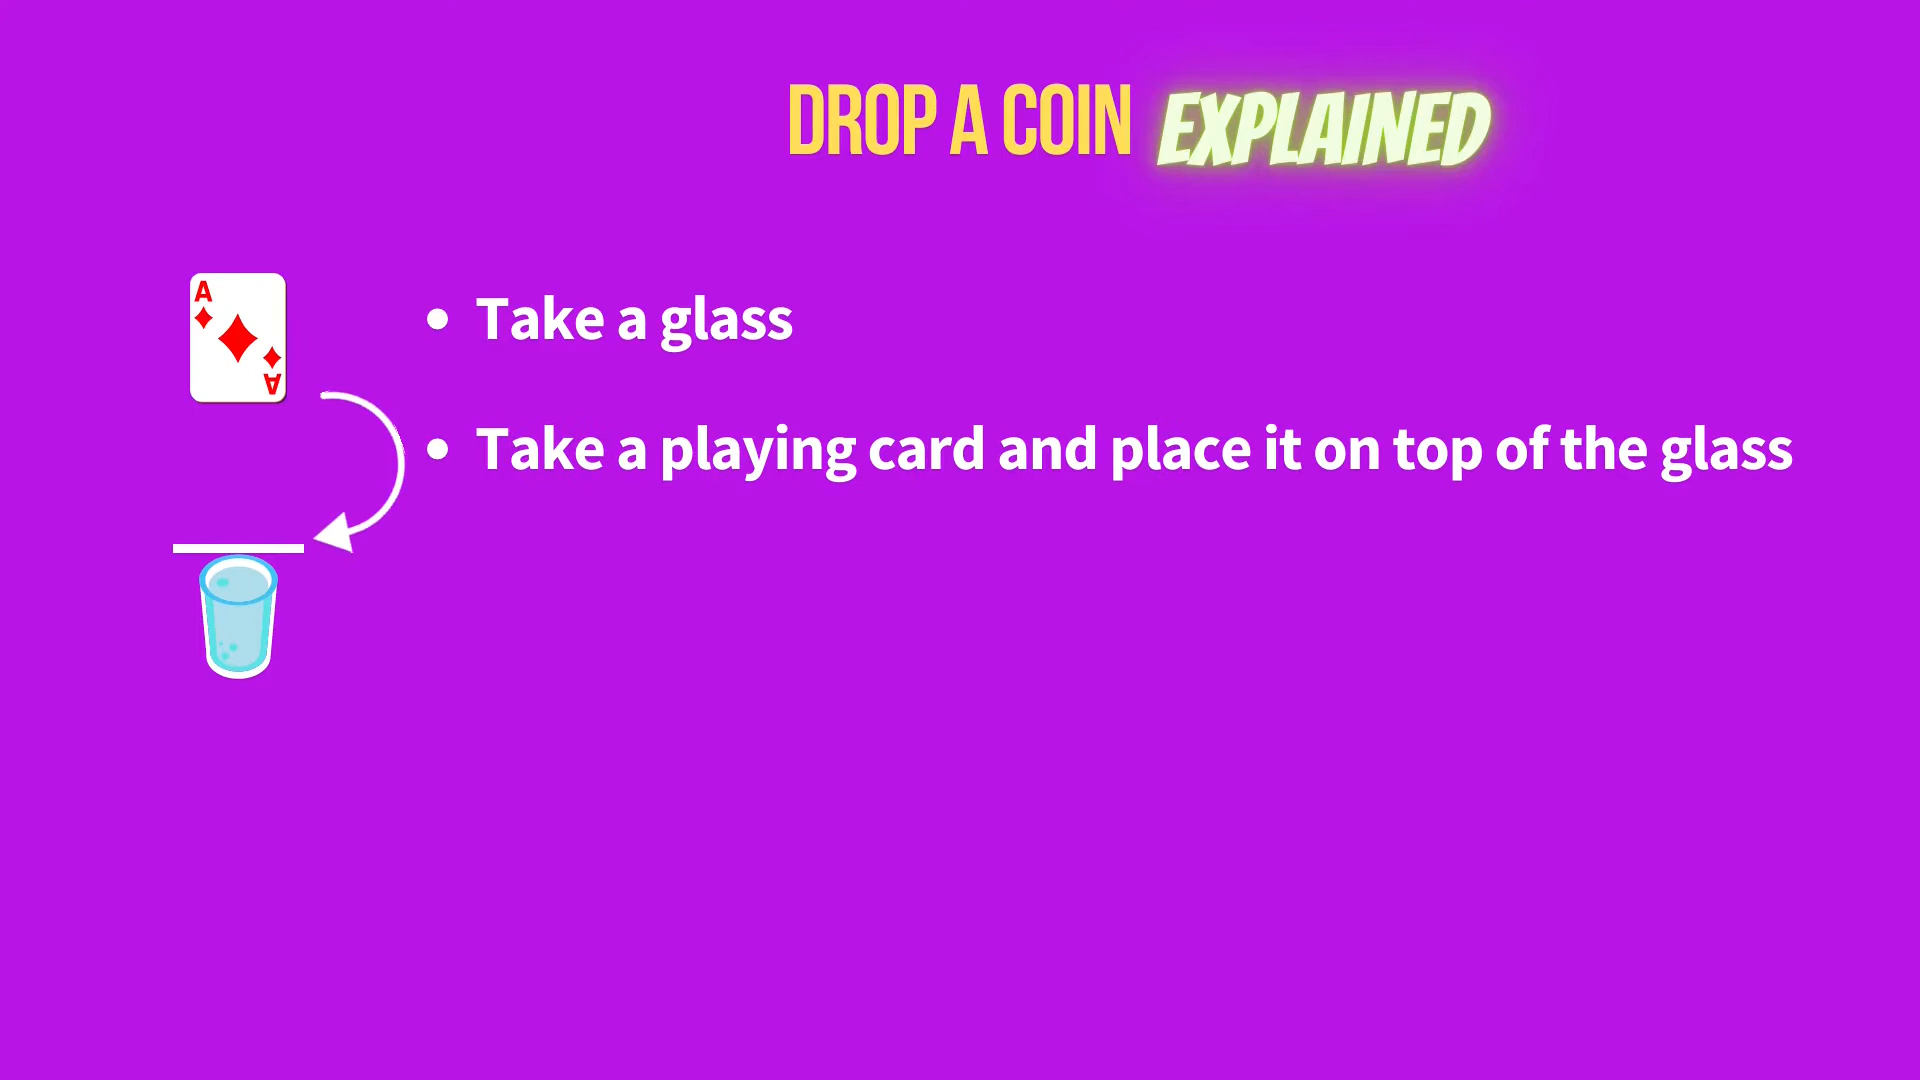 DROP A COIN EXPLAINED
A
A
• Take a glass
• Take a playing card and place it on top of the glass